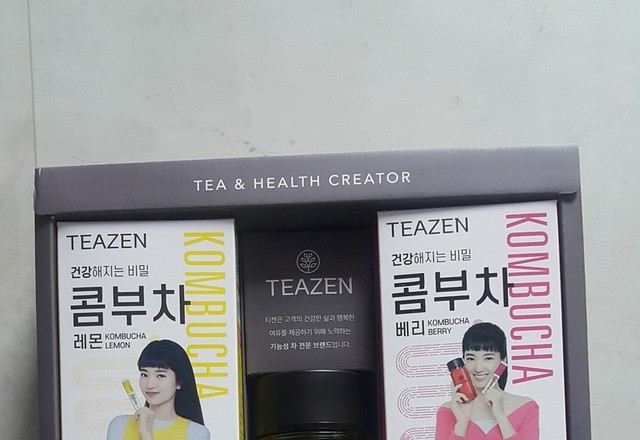 TEA & HEALTH CREATOR
TEAZEN
건강해지는 비밀
콤부차
레몬 KOMBUCHA
LEMON
KOMBUCHA
TEAZEN
티젠은 고객의 건강한 삶과 행복한
여유를 제공하기 위해 노력하는
기능성 차 전문 브랜드입니다.
TEAZEN
건강해지는 비밀
콤부차
베리 KOMBUCHA
BERRY
KOMBUCHA